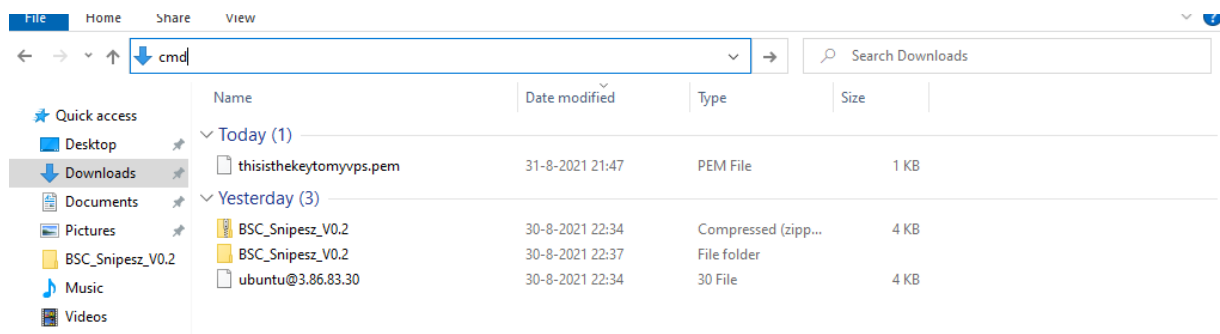 File Home Share View
cmd Search Downloads
Name Date modified Type Size
Quick access
Desktop
Downloads
Documents
Pictures
BSC_Snipesz_V0.2
Music
Videos
Today (1)
thisisthekeytomyvps.pem 31-8-2021 21:47 PEM File 1 KB
Yesterday (3)
BSC_Snipesz_V0.2 30-8-2021 22:34 Compressed (zipp... 4 KB
BSC_Snipesz_V0.2 30-8-2021 22:37 File folder
ubuntu@3.86.83.30 30-8-2021 22:34 30 File 4 KB